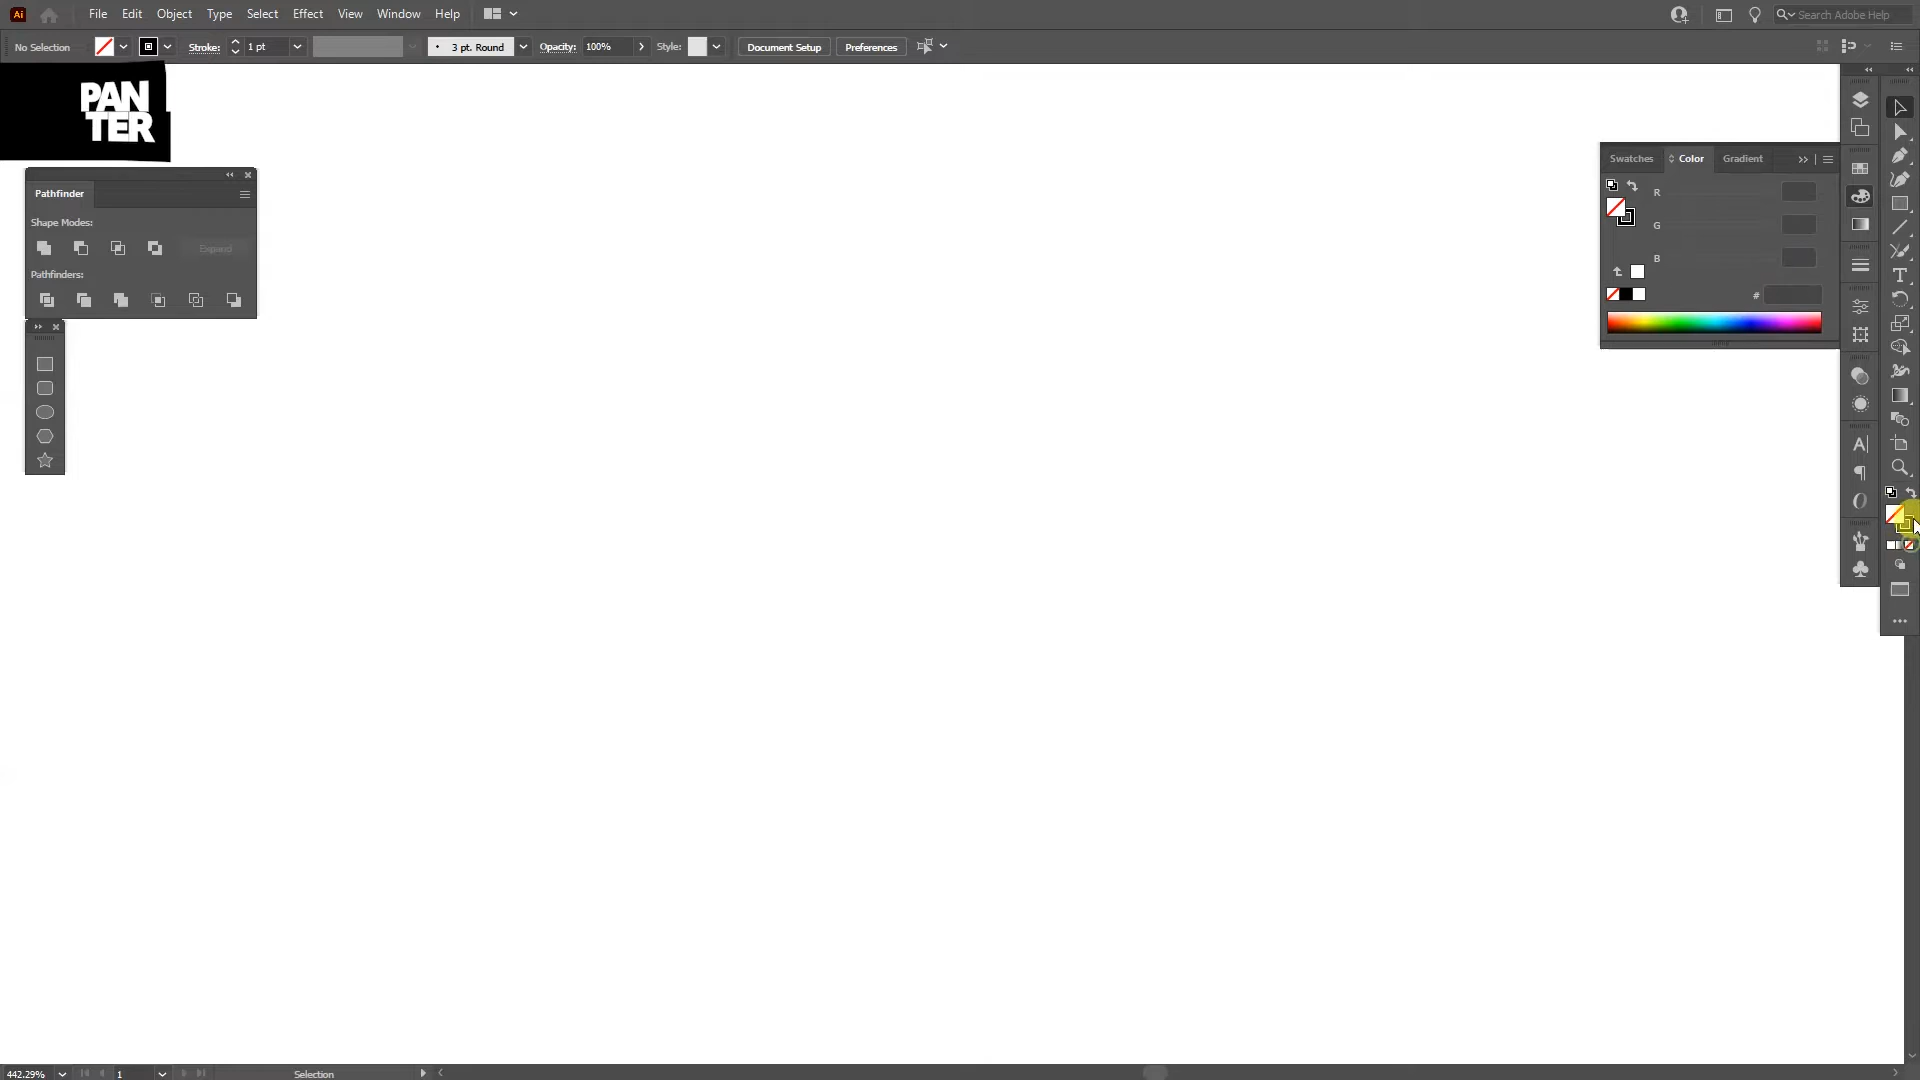 Ai File Edit Object Type Select Effect View Window Help Search Adobe Help
No Selection Stroke: 1 pt 3 pt. Round Opacity: 100% Style: Document Setup Preferences
PAN
TER
Pathfinder
Shape Modes:
Expand
Pathfinders:
Swatches Color Gradient
R
G
B
#
442.29% 1 Selection